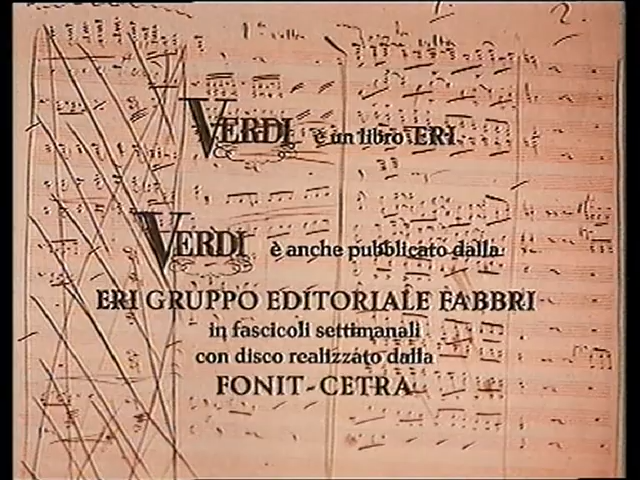 2.
VERDI è un libro ERI
VERDI è anche pubblicato dalla
ERI GRUPPO EDITORIALE FABBRI
in fascicoli settimanali
con disco realizzato dalla
FONIT-CETRA